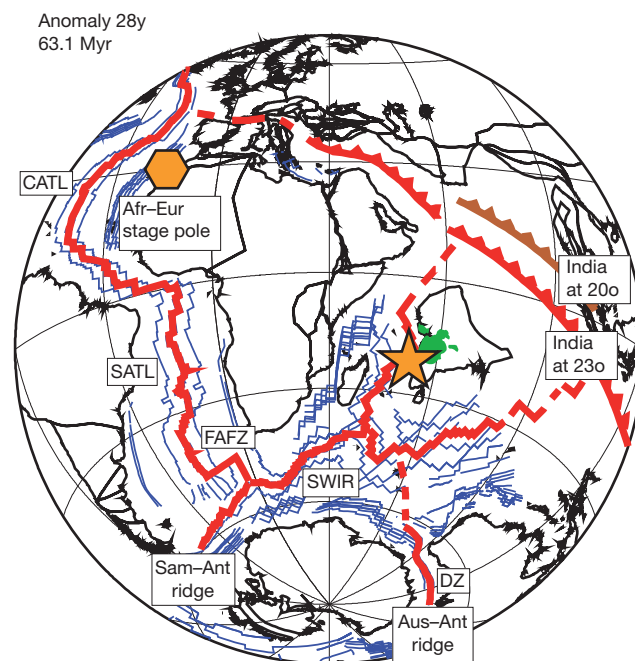 Anomaly 28y
63.1 Myr
CATL
Afr–Eur
stage pole
India
at 20o
India
at 23o
SATL
FAFZ
SWIR
Sam–Ant
ridge
DZ
Aus–Ant
ridge